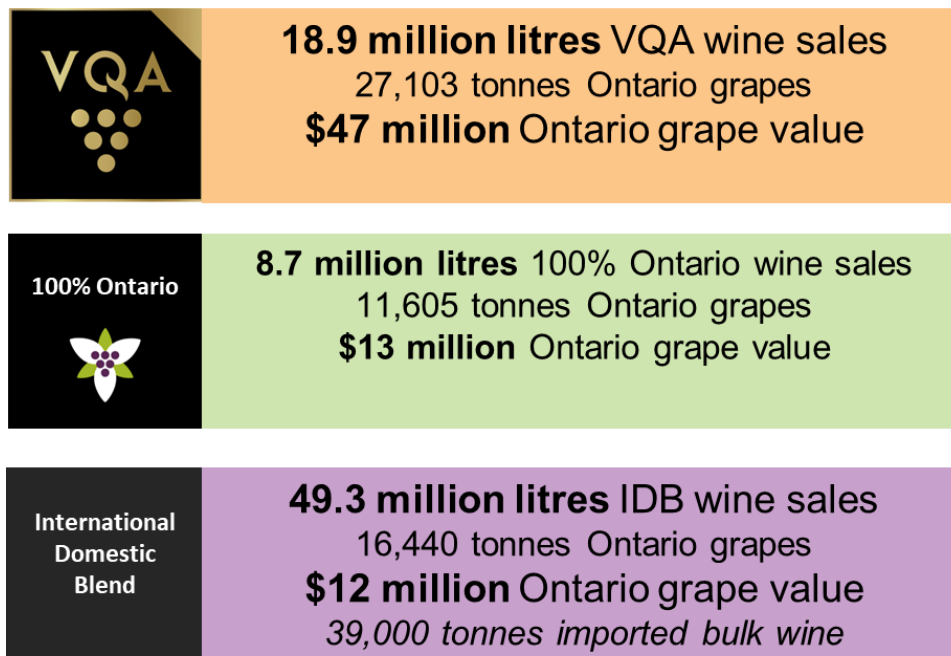 VQA
18.9 million litres VQA wine sales
27,103 tonnes Ontario grapes
$47 million Ontario grape value
100% Ontario
8.7 million litres 100% Ontario wine sales
11,605 tonnes Ontario grapes
$13 million Ontario grape value
International
Domestic
Blend
49.3 million litres IDB wine sales
16,440 tonnes Ontario grapes
$12 million Ontario grape value
39,000 tonnes imported bulk wine